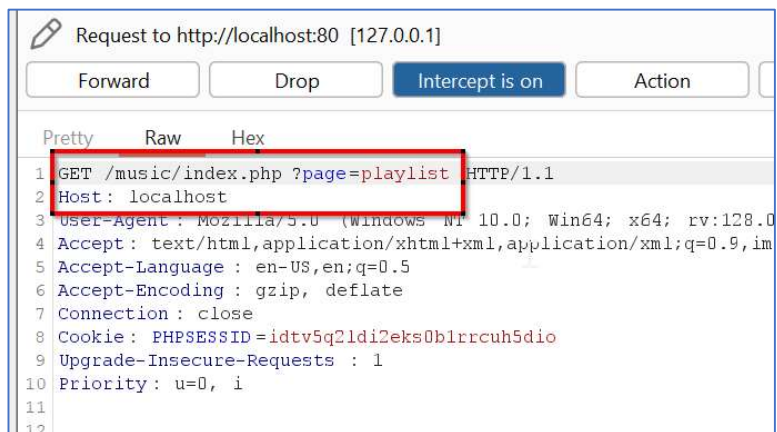 Request to http://localhost:80 [127.0.0.1]
Forward Drop Intercept is on Action
Pretty Raw Hex
1 GET /music/index.php ?page=playlist HTTP/1.1
2 Host: localhost
3 User-Agent: Mozilla/5.0 (Windows NT 10.0; Win64; x64; rv:128.0
4 Accept: text/html,application/xhtml+xml,application/xml;q=0.9,im
5 Accept-Language: en-US,en;q=0.5
6 Accept-Encoding: gzip, deflate
7 Connection: close
8 Cookie: PHPSESSID=idtv5q2ldi2eks0b1rrcuh5dio
9 Upgrade-Insecure-Requests : 1
10 Priority: u=0, i
11
12